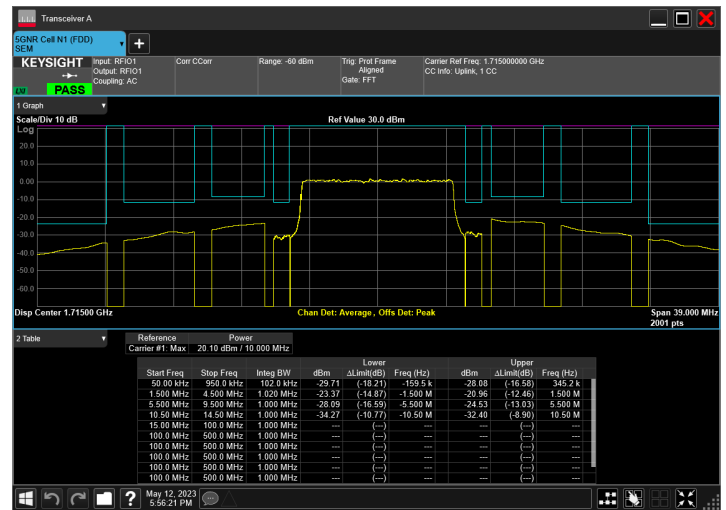 Transceiver A
5GNR Cell N1 (FDD)
SEM
KEYSIGHT
LXI
PASS
Input: RFIO1
Output: RFIO1
Coupling: AC
Corr CCorr
Range: -60 dBm
Trig: Prot Frame
Aligned
Gate: FFT
Carrier Ref Freq: 1.715000000 GHz
CC Info: Uplink, 1 CC
1 Graph
Scale/Div 10 dB
Ref Value 30.0 dBm
Log
20.0
10.0
0.00
-10.0
-20.0
-30.0
-40.0
-50.0
-60.0
Disp Center 1.71500 GHz
Chan Det: Average , Offs Det: Peak
Span 39.000 MHz
2001 pts
2 Table
Reference Power
Carrier #1: Max 20.10 dBm / 10.000 MHz
Lower Upper
Start Freq Stop Freq Integ BW dBm ΔLimit(dB) Freq (Hz) dBm ΔLimit(dB) Freq (Hz)
50.00 kHz 950.0 kHz 102.0 kHz -29.71 (-18.21) -159.5 k -28.08 (-16.58) 345.2 k
1.500 MHz 4.500 MHz 1.020 MHz -23.37 (-14.87) -1.500 M -20.96 (-12.46) 1.500 M
5.500 MHz 9.500 MHz 1.000 MHz -28.09 (-16.59) -5.500 M -24.53 (-13.03) 5.500 M
10.50 MHz 14.50 MHz 1.000 MHz -34.27 (-10.77) -10.50 M -32.40 (-8.90) 10.50 M
15.00 MHz 100.0 MHz 1.000 MHz --- (---) --- --- (---) ---
100.0 MHz 500.0 MHz 1.000 MHz --- (---) --- --- (---) ---
100.0 MHz 500.0 MHz 1.000 MHz --- (---) --- --- (---) ---
100.0 MHz 500.0 MHz 1.000 MHz --- (---) --- --- (---) ---
100.0 MHz 500.0 MHz 1.000 MHz --- (---) --- --- (---) ---
100.0 MHz 500.0 MHz 1.000 MHz --- (---) --- --- (---) ---
May 12, 2023
5:56:21 PM